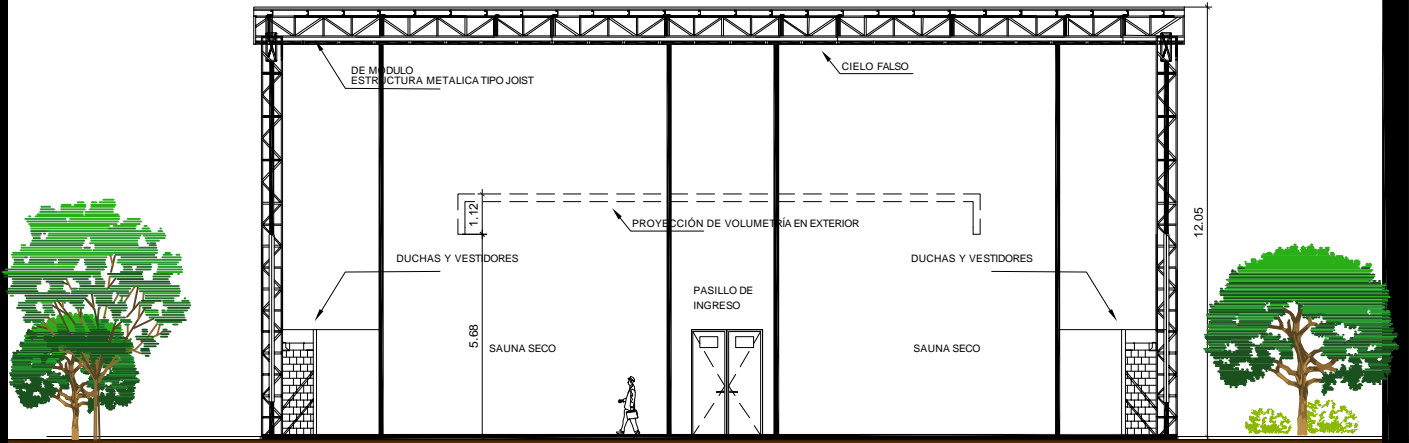 DE MODULO
ESTRUCTURA METALICA TIPO JOIST
CIELO FALSO
1.12
PROYECCIÓN DE VOLUMETRÍA EN EXTERIOR
12.05
DUCHAS Y VESTIDORES
DUCHAS Y VESTIDORES
PASILLO DE
INGRESO
5.68
SAUNA SECO
SAUNA SECO